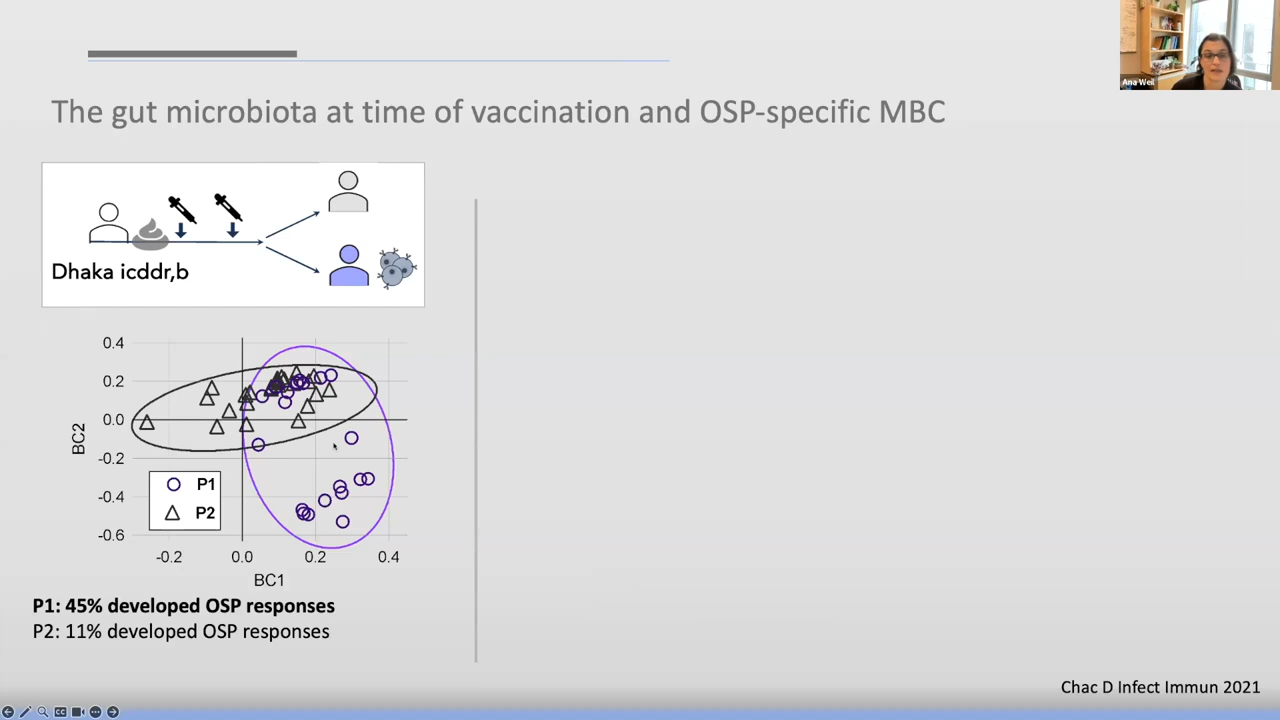 Ana Weil
The gut microbiota at time of vaccination and OSP-specific MBC
Dhaka icddr,b
0.4
0.2
0.0
-0.2
-0.4
-0.6
BC2
P1
P2
-0.2
0.0
0.2
0.4
BC1
P1: 45% developed OSP responses
P2: 11% developed OSP responses
Chac D Infect Immun 2021
CC